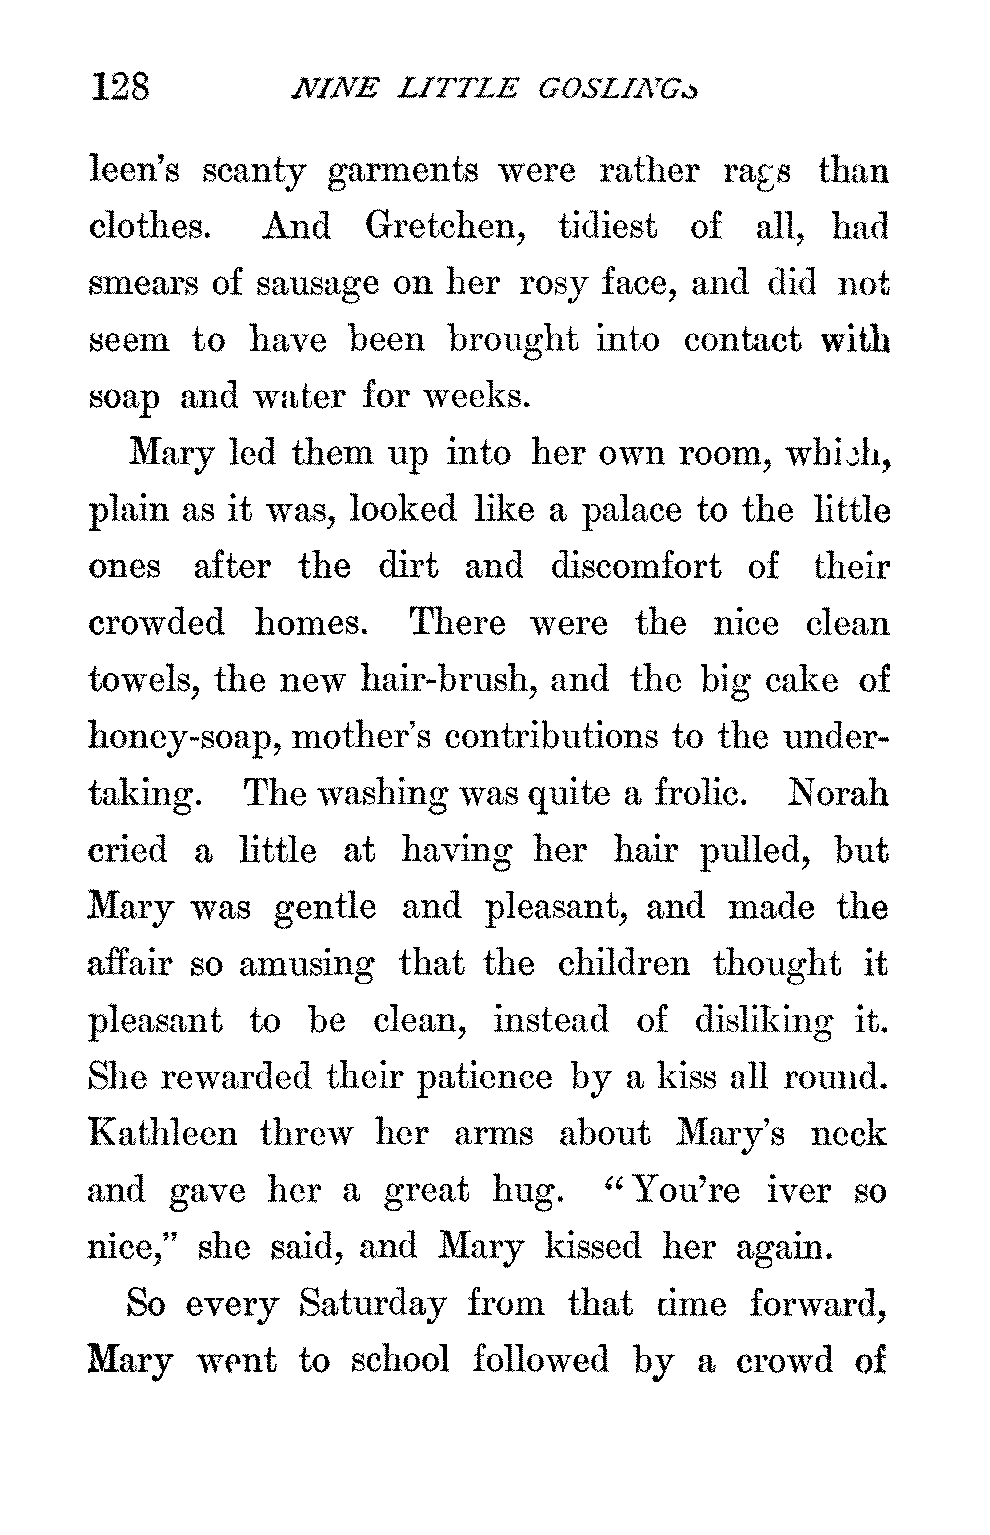 128 NINE LITTLE GOSLINGS
leen's scanty garments were rather rags than
clothes. And Gretchen, tidiest of all, had
smears of sausage on her rosy face, and did not
seem to have been brought into contact with
soap and water for weeks.
Mary led them up into her own room, which,
plain as it was, looked like a palace to the little
ones after the dirt and discomfort of their
crowded homes. There were the nice clean
towels, the new hair-brush, and the big cake of
honey-soap, mother's contributions to the under-
taking. The washing was quite a frolic. Norah
cried a little at having her hair pulled, but
Mary was gentle and pleasant, and made the
affair so amusing that the children thought it
pleasant to be clean, instead of disliking it.
She rewarded their patience by a kiss all round.
Kathleen threw her arms about Mary's neck
and gave her a great hug. "You're iver so
nice," she said, and Mary kissed her again.
So every Saturday from that time forward,
Mary went to school followed by a crowd of